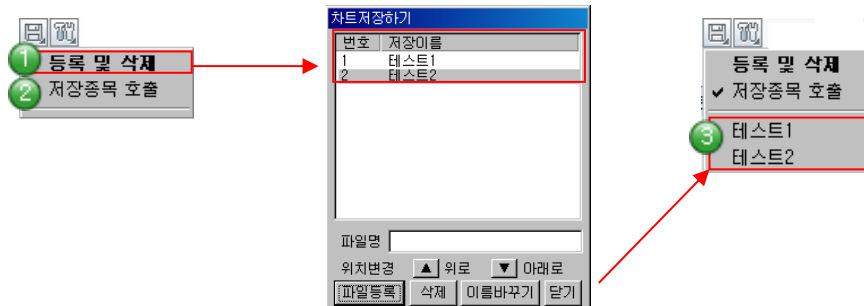 1 등록 및 삭제
2 저장종목 호출
차트저장하기
번호 저장이름
1 테스트1
2 테스트2
파일명
위치변경 ▲ 위로 ▼ 아래로
파일등록 삭제 이름바꾸기 닫기
등록 및 삭제
✔ 저장종목 호출
3 테스트1
테스트2